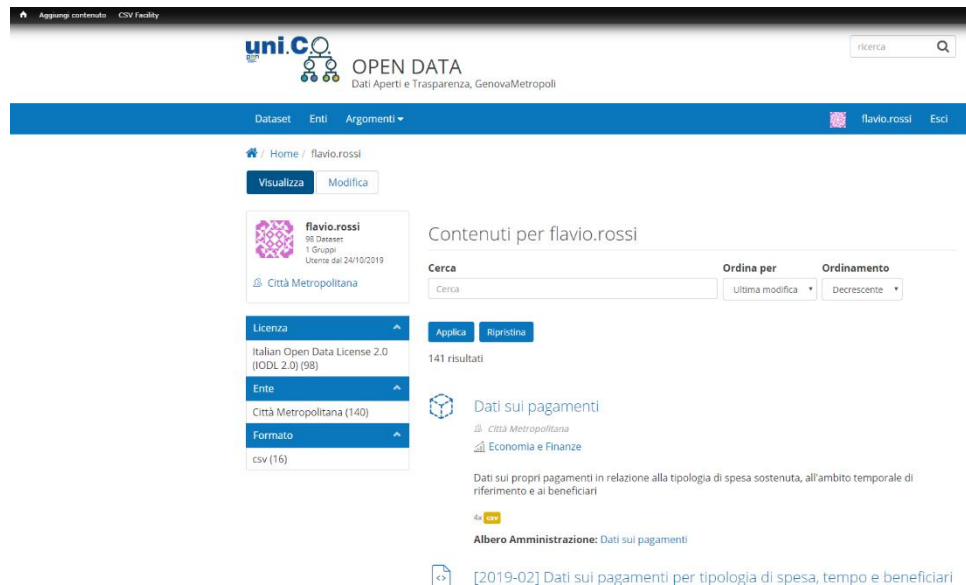 Aggiungi contenuto CSV Facility
uni.C.O.
OPEN DATA
Dati Aperti e Trasparenza, GenovaMetropoli
ricerca
Dataset Enti Argomenti
flavio.rossi Esci
/ Home / flavio.rossi
Visualizza Modifica
flavio.rossi
98 Dataset
1 Gruppi
Utente dal 24/10/2019
Città Metropolitana
Licenza
Italian Open Data License 2.0
(IODL 2.0) (98)
Ente
Città Metropolitana (140)
Formato
csv (16)
Contenuti per flavio.rossi
Cerca Ordina per Ordinamento
Cerca Ultima modifica Decrescente
Applica Ripristina
141 risultati
Dati sui pagamenti
Città Metropolitana
Economia e Finanze
Dati sui propri pagamenti in relazione alla tipologia di spesa sostenuta, all'ambito temporale di
riferimento e ai beneficiari
4x csv
Albero Amministrazione: Dati sui pagamenti
[2019-02] Dati sui pagamenti per tipologia di spesa, tempo e beneficiari